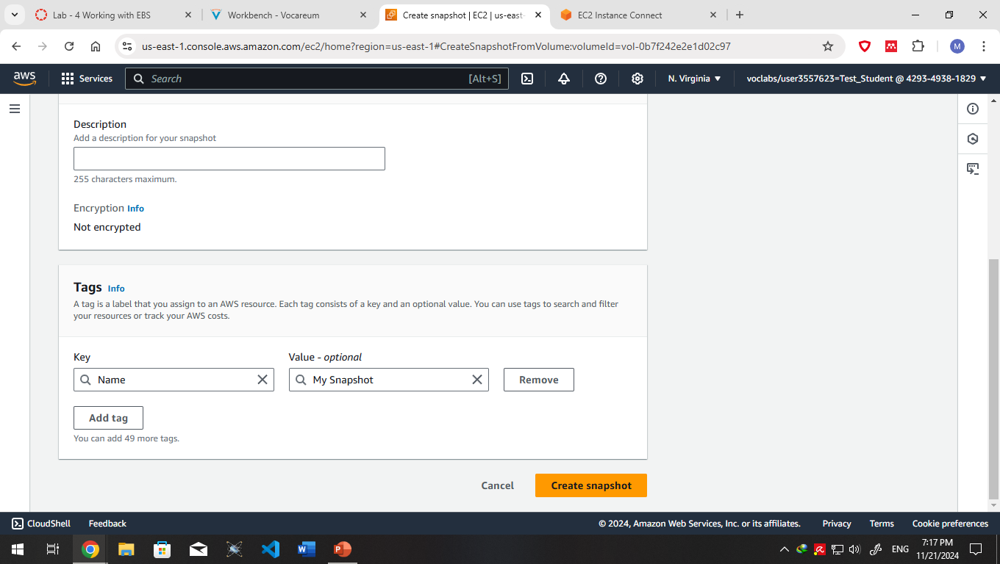 Lab - 4 Working with EBS
Workbench - Vocareum
Create snapshot | EC2 | us-east-
EC2 Instance Connect
us-east-1.console.aws.amazon.com/ec2/home?region=us-east-1#CreateSnapshotFromVolume:volumeId=vol-0b7f242e2e1d02c97
M
aws
Services
Search
[Alt+S]
N. Virginia
voclabs/user3557623=Test_Student @ 4293-4938-1829
Description
Add a description for your snapshot
255 characters maximum.
Encryption Info
Not encrypted
Tags Info
A tag is a label that you assign to an AWS resource. Each tag consists of a key and an optional value. You can use tags to search and filter
your resources or track your AWS costs.
Key
Value - optional
Name
My Snapshot
Remove
Add tag
You can add 49 more tags.
Cancel
Create snapshot
CloudShell
Feedback
© 2024, Amazon Web Services, Inc. or its affiliates.
Privacy
Terms
Cookie preferences
ENG
7:17 PM
11/21/2024